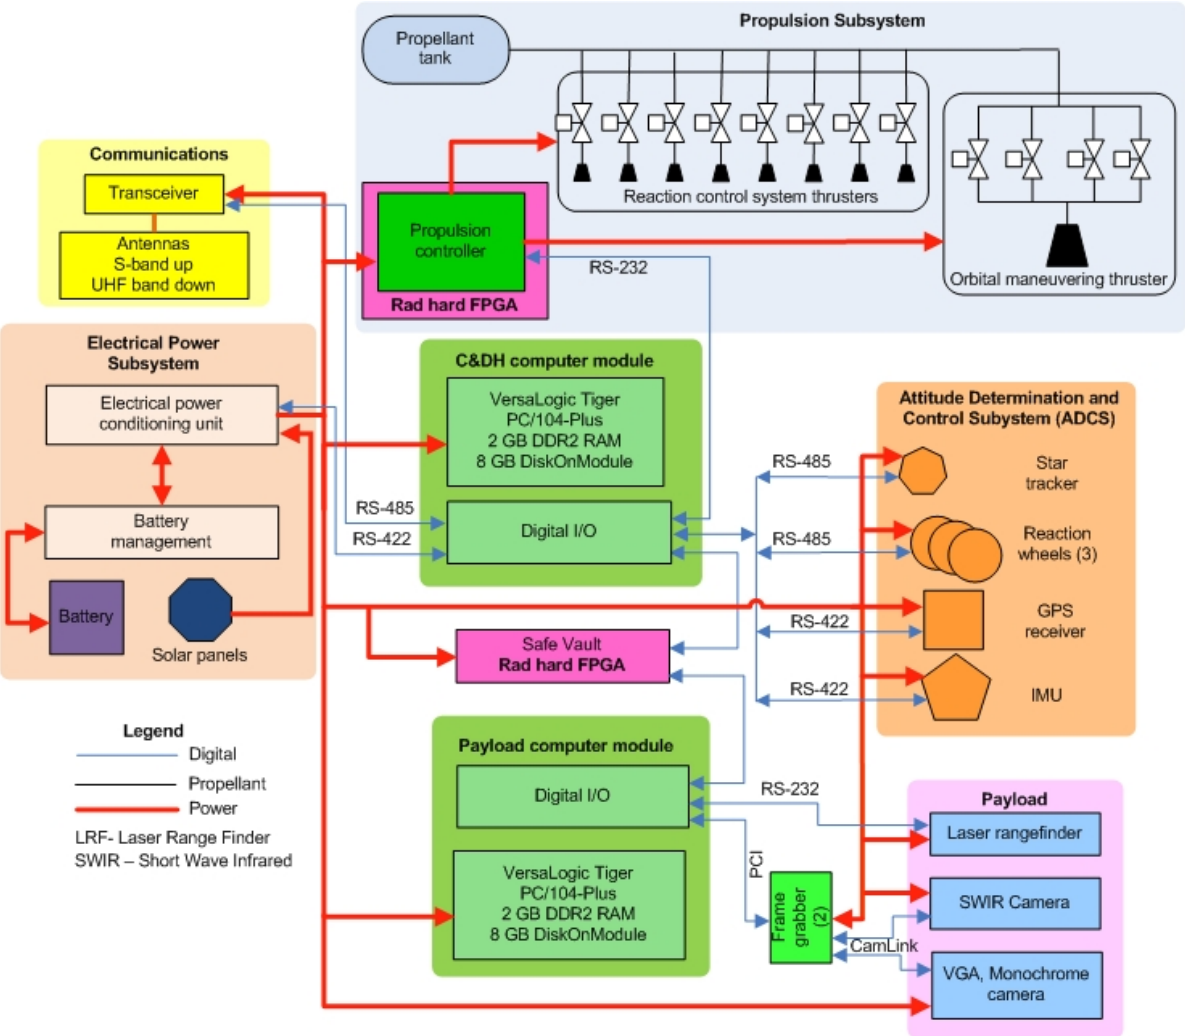 Propulsion Subsystem
Propellant
tank
Reaction control system thrusters
Orbital maneuvering thruster
Communications
Transceiver
Antennas
S-band up
UHF band down
Propulsion
controller
Rad hard FPGA
RS-232
Electrical Power
Subsystem
Electrical power
conditioning unit
Battery
management
Battery
Solar panels
C&DH computer module
VersaLogic Tiger
PC/104-Plus
2 GB DDR2 RAM
8 GB DiskOnModule
Digital I/O
RS-485
RS-422
Attitude Determination and
Control Subystem (ADCS)
RS-485
Star
tracker
RS-485
Reaction
wheels (3)
RS-422
GPS
receiver
RS-422
IMU
Safe Vault
Rad hard FPGA
Legend
Digital
Propellant
Power
LRF- Laser Range Finder
SWIR – Short Wave Infrared
Payload computer module
Digital I/O
VersaLogic Tiger
PC/104-Plus
2 GB DDR2 RAM
8 GB DiskOnModule
RS-232
PCI
Frame
grabber
(2)
CamLink
Payload
Laser rangefinder
SWIR Camera
VGA, Monochrome
camera